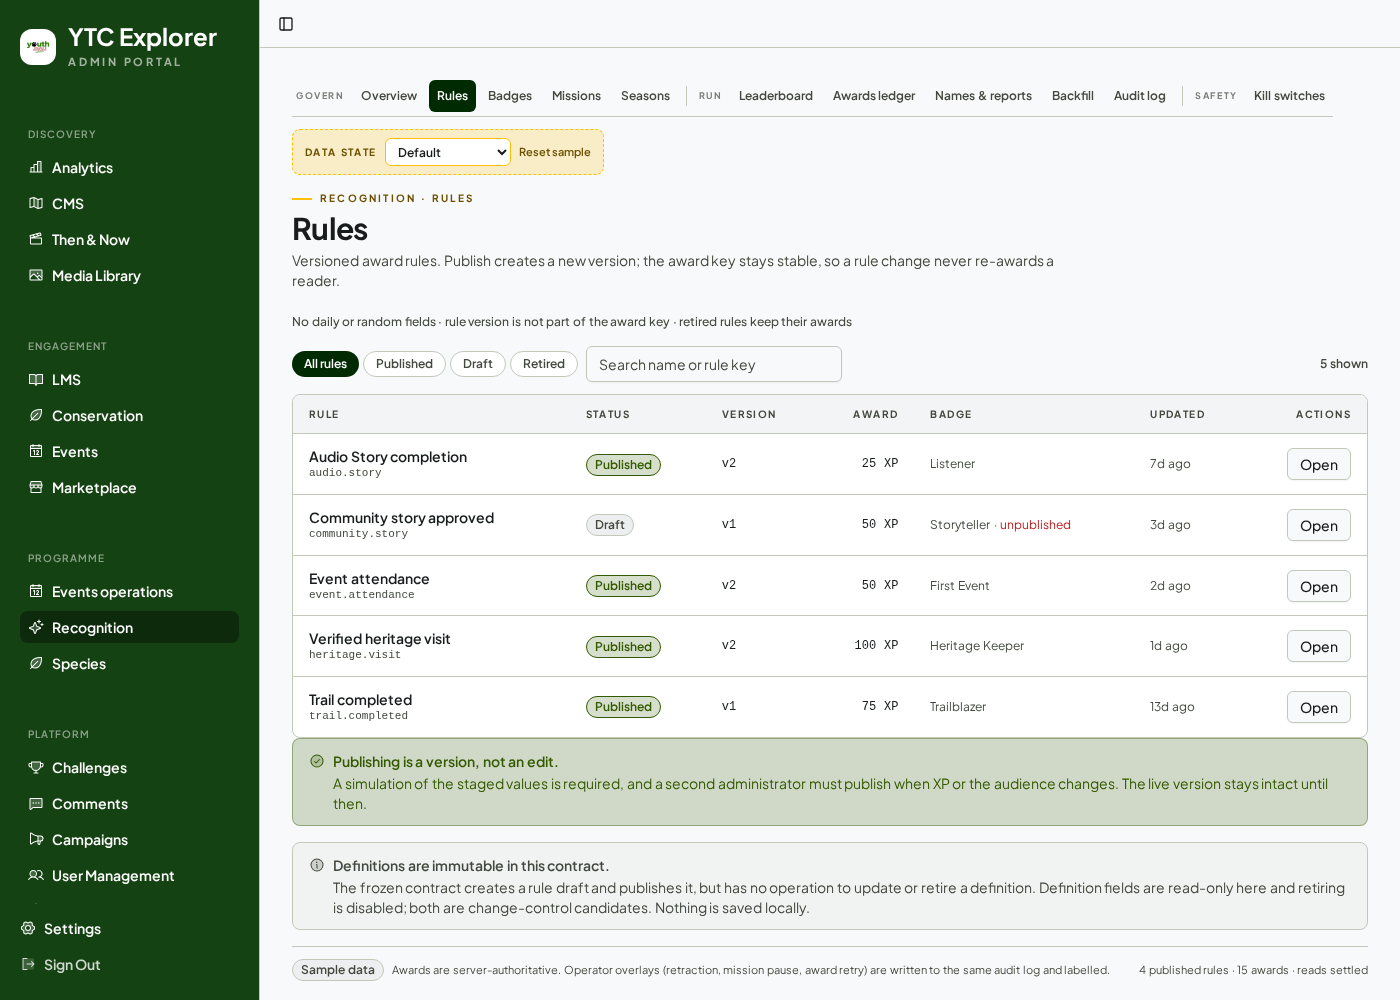 youth
YTC Explorer
ADMIN PORTAL
DISCOVERY
Analytics
CMS
Then & Now
Media Library
ENGAGEMENT
LMS
Conservation
Events
Marketplace
PROGRAMME
Events operations
Recognition
Species
PLATFORM
Challenges
Comments
Campaigns
User Management
Settings
Sign Out
GOVERN Overview Rules Badges Missions Seasons RUN Leaderboard Awards ledger Names & reports Backfill Audit log SAFETY Kill switches
DATA STATE Default Reset sample
RECOGNITION · RULES
Rules
Versioned award rules. Publish creates a new version; the award key stays stable, so a rule change never re-awards a
reader.
No daily or random fields · rule version is not part of the award key · retired rules keep their awards
All rules Published Draft Retired Search name or rule key 5 shown
RULE STATUS VERSION AWARD BADGE UPDATED ACTIONS
Audio Story completion
audio.story
Published v2 25 XP Listener 7d ago Open
Community story approved
community.story
Draft v1 50 XP Storyteller · unpublished 3d ago Open
Event attendance
event.attendance
Published v2 50 XP First Event 2d ago Open
Verified heritage visit
heritage.visit
Published v2 100 XP Heritage Keeper 1d ago Open
Trail completed
trail.completed
Published v1 75 XP Trailblazer 13d ago Open
Publishing is a version, not an edit.
A simulation of the staged values is required, and a second administrator must publish when XP or the audience changes. The live version stays intact until
then.
Definitions are immutable in this contract.
The frozen contract creates a rule draft and publishes it, but has no operation to update or retire a definition. Definition fields are read-only here and retiring
is disabled; both are change-control candidates. Nothing is saved locally.
Sample data Awards are server-authoritative. Operator overlays (retraction, mission pause, award retry) are written to the same audit log and labelled. 4 published rules · 15 awards · reads settled